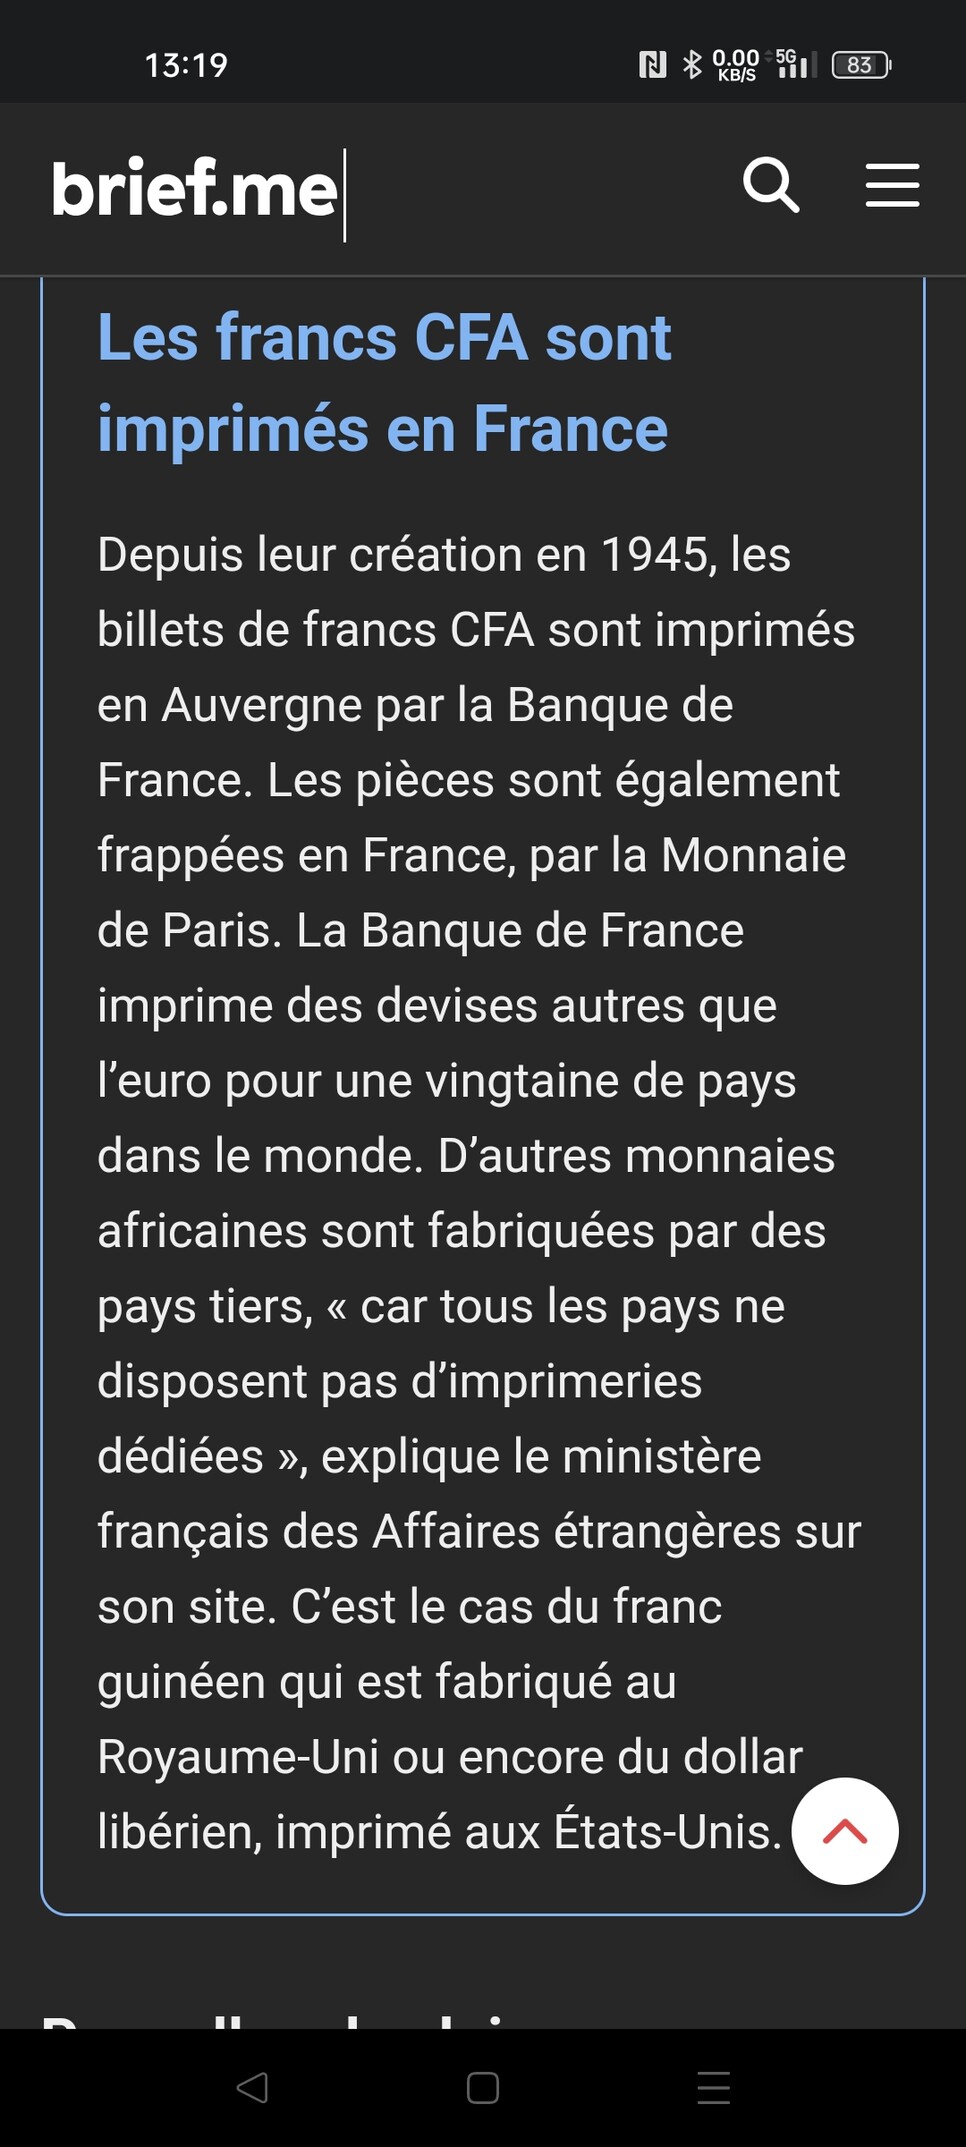 13:19
0.00
KB/S
5G
83
brief.me
Les francs CFA sont
imprimés en France
Depuis leur création en 1945, les
billets de francs CFA sont imprimés
en Auvergne par la Banque de
France. Les pièces sont également
frappées en France, par la Monnaie
de Paris. La Banque de France
imprime des devises autres que
l’euro pour une vingtaine de pays
dans le monde. D’autres monnaies
africaines sont fabriquées par des
pays tiers, « car tous les pays ne
disposent pas d’imprimeries
dédiées », explique le ministère
français des Affaires étrangères sur
son site. C’est le cas du franc
guinéen qui est fabriqué au
Royaume-Uni ou encore du dollar
libérien, imprimé aux États-Unis.